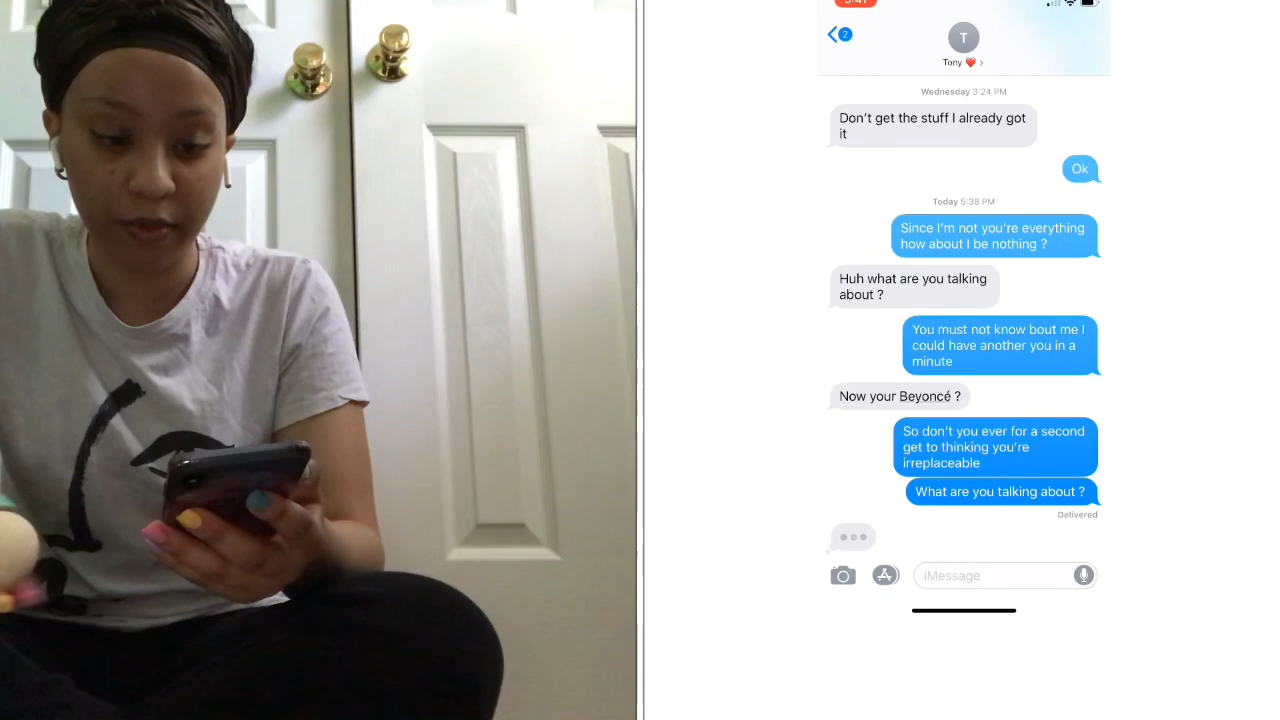 5:41
2
T
Tony ❤️ >
Wednesday 3:24 PM
Don't get the stuff I already got
it
Ok
Today 5:38 PM
Since I'm not you're everything
how about I be nothing ?
Huh what are you talking
about ?
You must not know bout me I
could have another you in a
minute
Now your Beyoncé ?
So don't you ever for a second
get to thinking you're
irreplaceable
What are you talking about ?
Delivered
iMessage